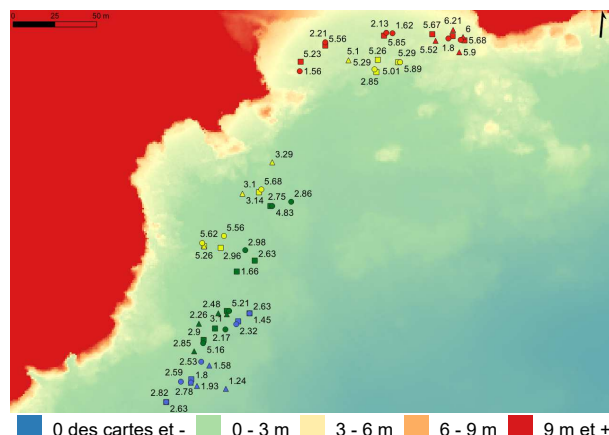 0 25 50 m
2.13 1.62 5.67 6.21 6
2.21 5.56 5.85 5.52 1.8 5.68
5.9
5.23 5.1 5.26 5.29
1.56 5.29 5.01 5.89
2.85
3.29
3.1 5.68
3.14 2.75 2.86
4.83
5.62 5.56
5.26 2.96 2.98
2.63
1.66
2.48 5.21 2.63
2.26 3.1 1.45
2.9 2.17 2.32
2.85 5.16
2.53 1.58
2.59 1.8
2.78 1.93 1.24
2.82
2.63
0 des cartes et - 0 - 3 m 3 - 6 m 6 - 9 m 9 m et +